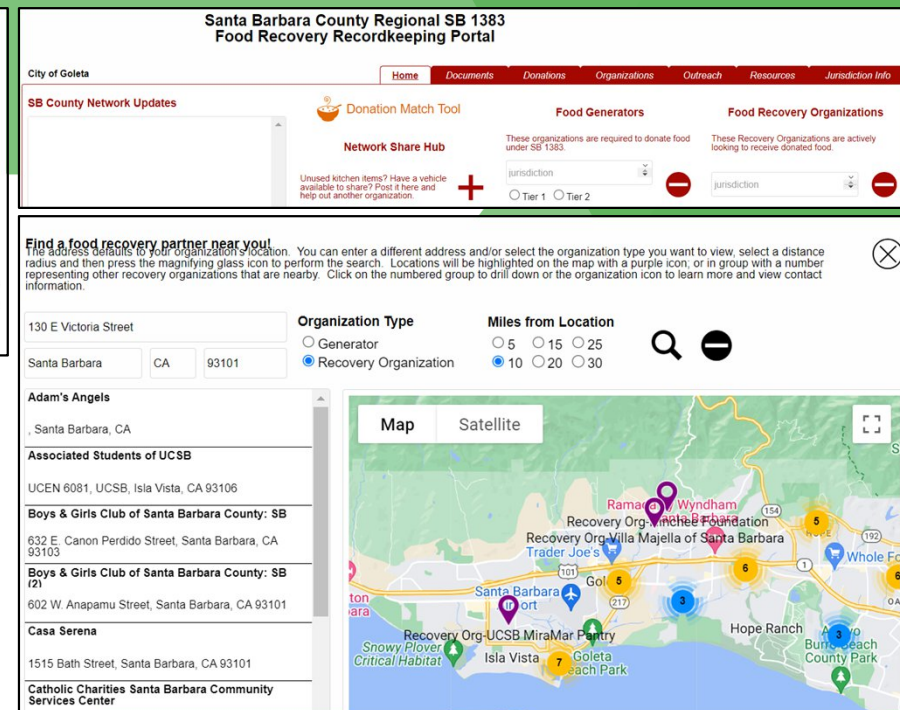 Santa Barbara County Regional SB 1383
Food Recovery Recordkeeping Portal
City of Goleta
Home
Documents
Donations
Organizations
Outreach
Resources
Jurisdiction Info
SB County Network Updates
Donation Match Tool
Network Share Hub
Unused kitchen items? Have a vehicle
available to share? Post it here and
help out another organization.
Food Generators
These organizations are required to donate food
under SB 1383.
jurisdiction
Tier 1 Tier 2
Food Recovery Organizations
These Recovery Organizations are actively
looking to receive donated food.
jurisdiction
Find a food recovery partner near you!
The address defaults to your organization's location. You can enter a different address and/or select the organization type you want to view, select a distance
radius and then press the magnifying glass icon to perform the search. Locations will be highlighted on the map with a purple icon; or in group with a number
representing other recovery organizations that are nearby. Click on the numbered group to drill down or the organization icon to learn more and view contact
information.
130 E Victoria Street
Santa Barbara CA 93101
Organization Type
Generator
Recovery Organization
Miles from Location
5 15 25
10 20 30
Adam's Angels
, Santa Barbara, CA
Associated Students of UCSB
UCEN 6081, UCSB, Isla Vista, CA 93106
Boys & Girls Club of Santa Barbara County: SB
632 E. Canon Perdido Street, Santa Barbara, CA
93103
Boys & Girls Club of Santa Barbara County: SB
(2)
602 W. Anapamu Street, Santa Barbara, CA 93101
Casa Serena
1515 Bath Street, Santa Barbara, CA 93101
Catholic Charities Santa Barbara Community
Services Center
Map Satellite
Wyndham
154
5
Foundation
Recovery Org-Villa Majella of Santa Barbara
192
Trader Joe's
Whole Fo
101
1
6
5
6
Santa Barbara
217
3
Hope Ranch
3
Recovery Org-UCSB MiraMar Pantry
Snowy Plover
Critical Habitat
Isla Vista
7
Goleta
Beach Park
County Park